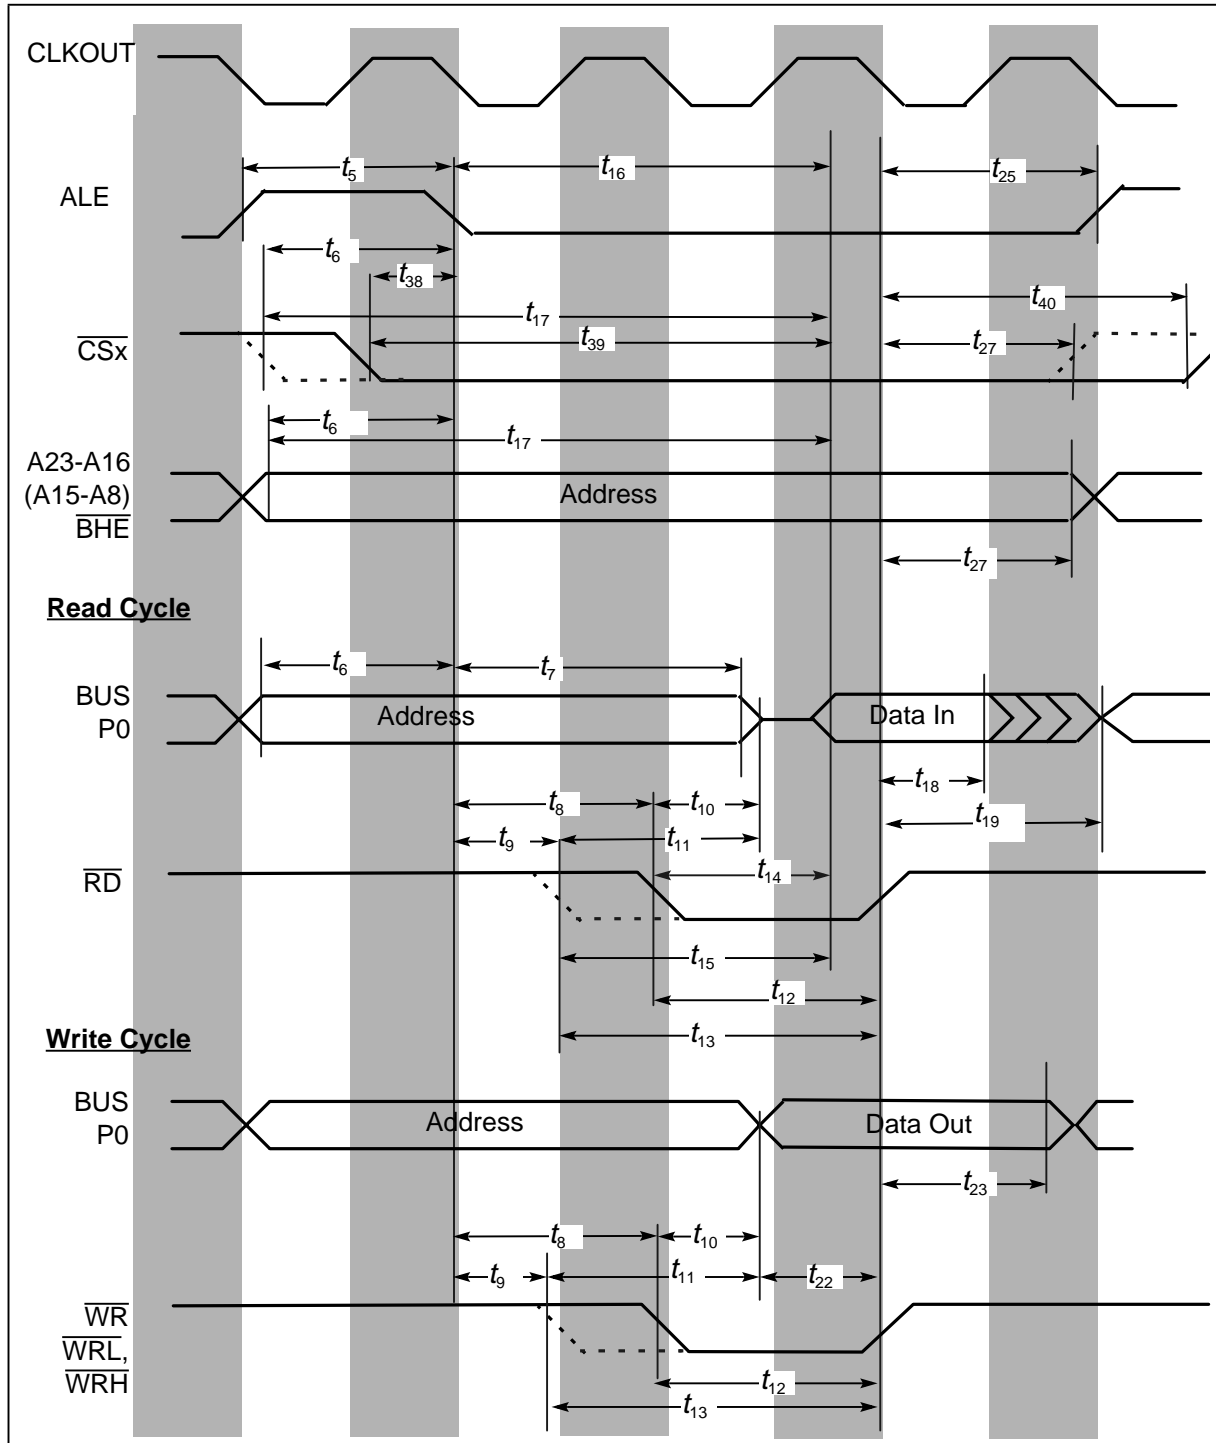 CLKOUT
t5
t16
t25
ALE
t6
t38
t40
t17
CSx
t39
t27
t6
t17
A23-A16
(A15-A8)
Address
BHE
t27
Read Cycle
t6
t7
BUS
P0
Address
Data In
t18
t8
t10
t19
t9
t11
RD
t14
t15
t12
Write Cycle
t13
BUS
P0
Address
Data Out
t23
t8
t10
t9
t11
t22
WR
WRL,
WRH
t12
t13